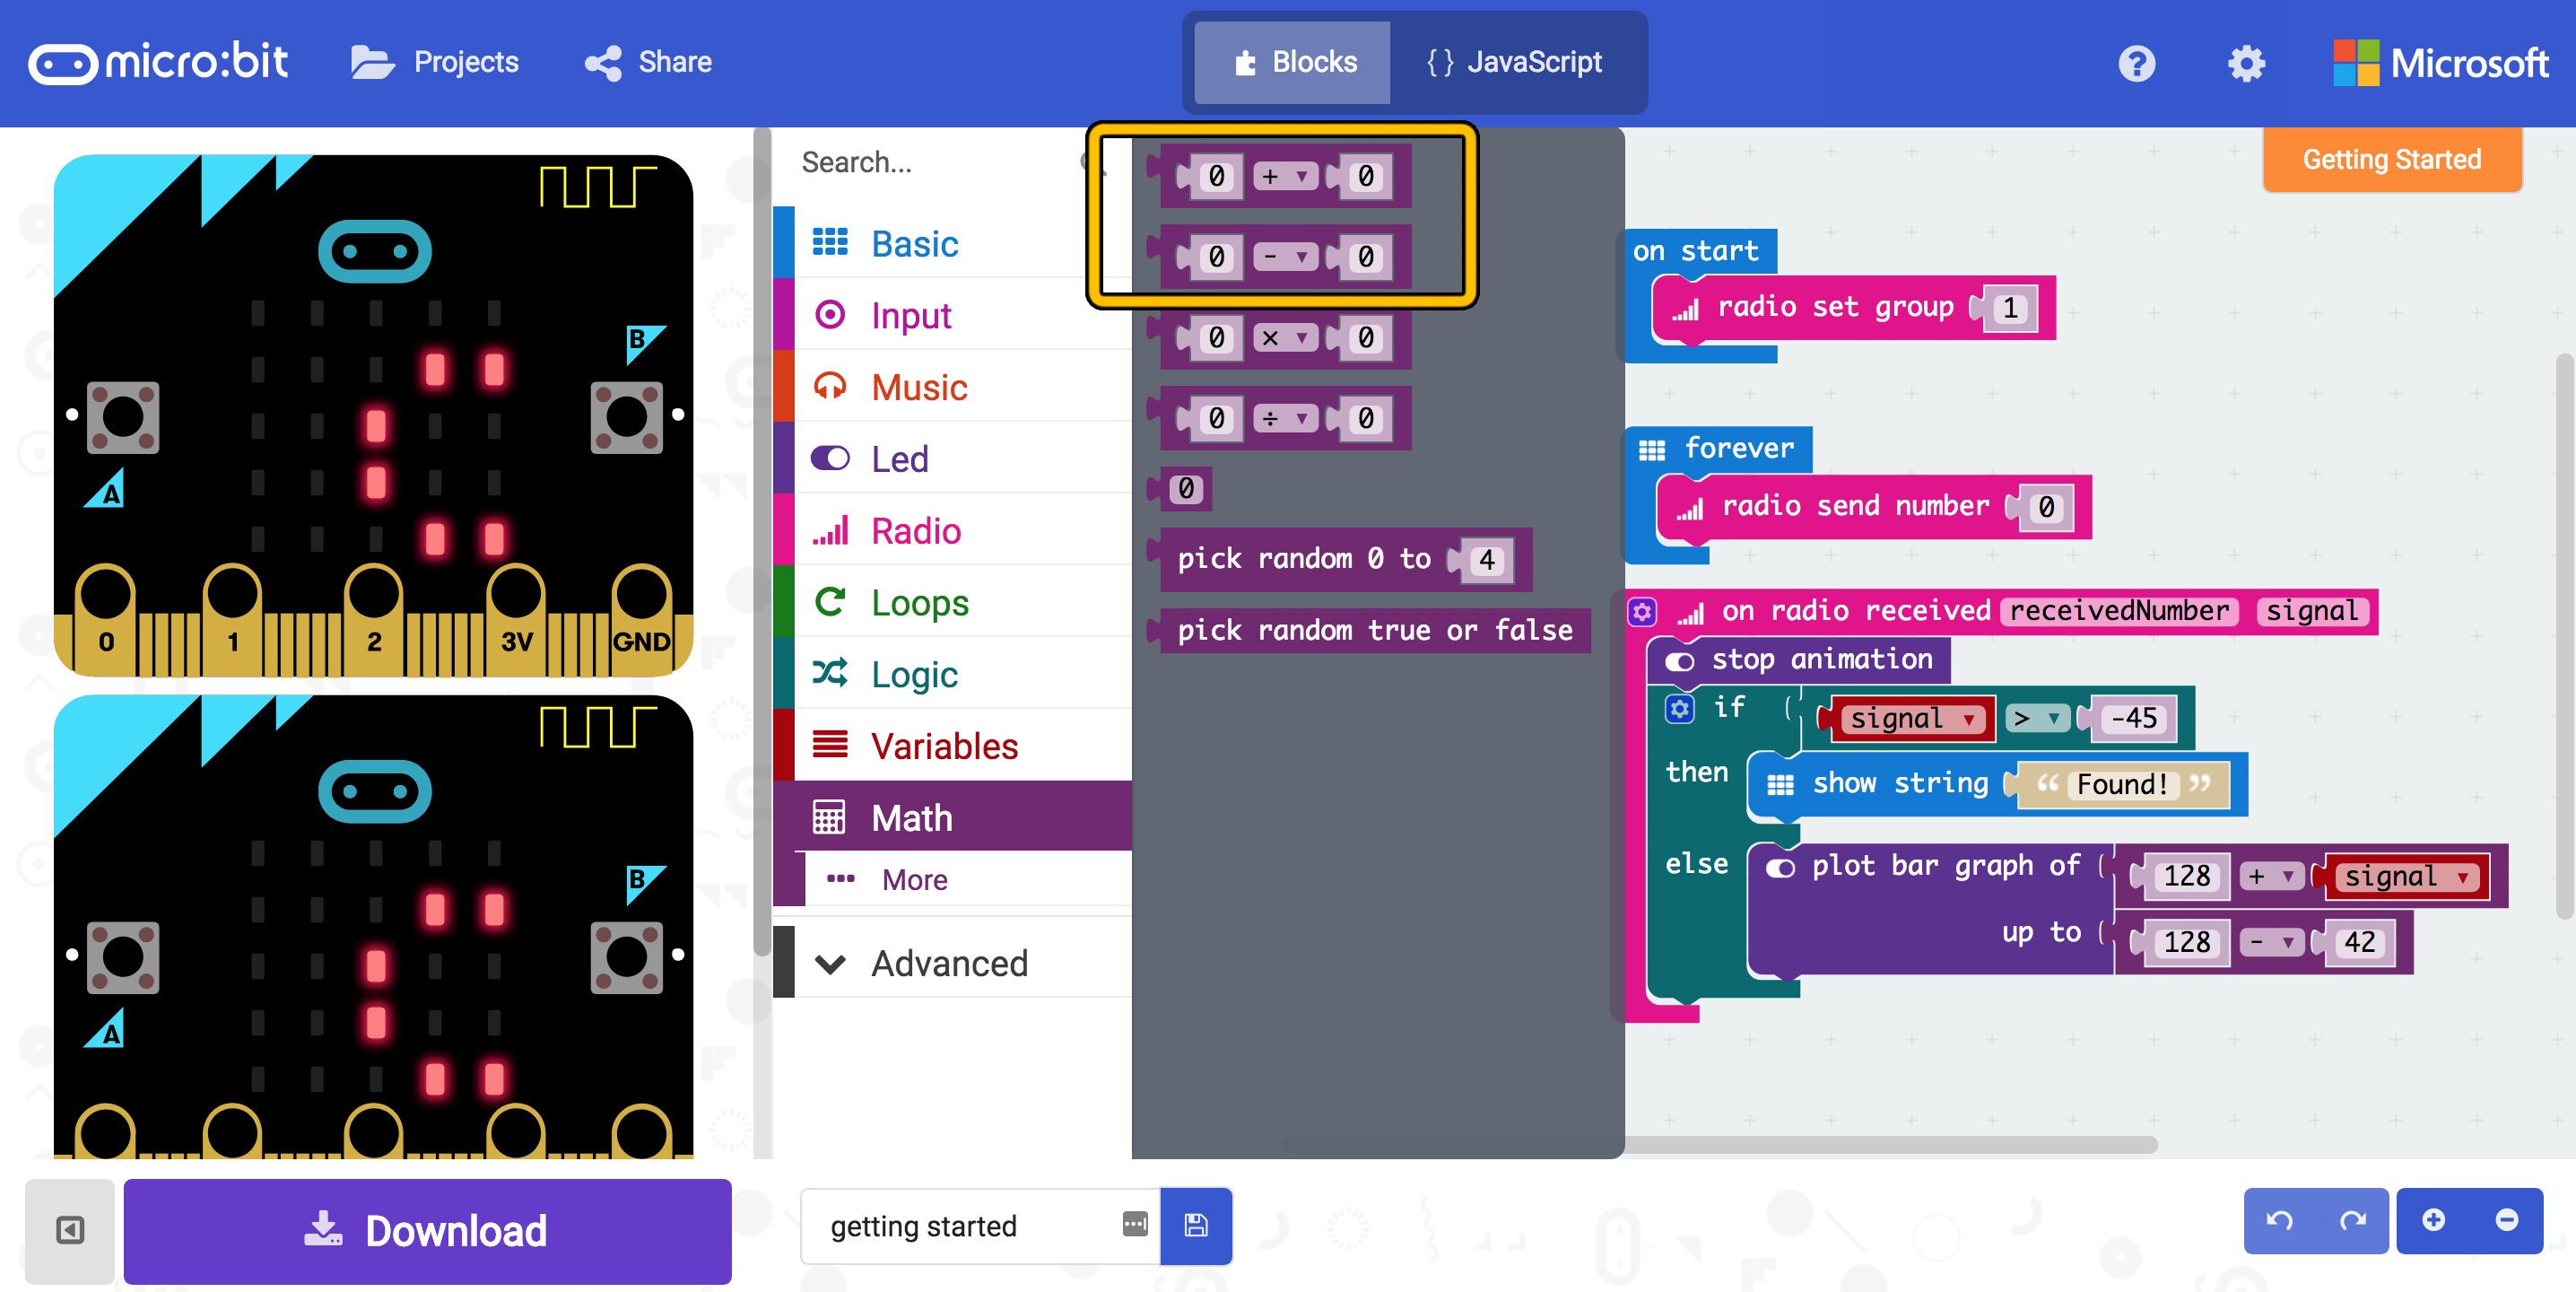 micro:bit Projects Share Blocks {} JavaScript ? Microsoft
Getting Started
Search...
Basic
Input
Music
Led
Radio
Loops
Logic
Variables
Math
More
Advanced
0 + 0
0 - 0
0 × 0
0 ÷ 0
0
pick random 0 to 4
pick random true or false
on start
radio set group 1
forever
radio send number 0
on radio received receivedNumber signal
stop animation
if signal > -45
then show string “ Found! ”
else plot bar graph of 128 + signal
up to 128 - 42
B
A
0 1 2 3V GND
B
A
Download
getting started